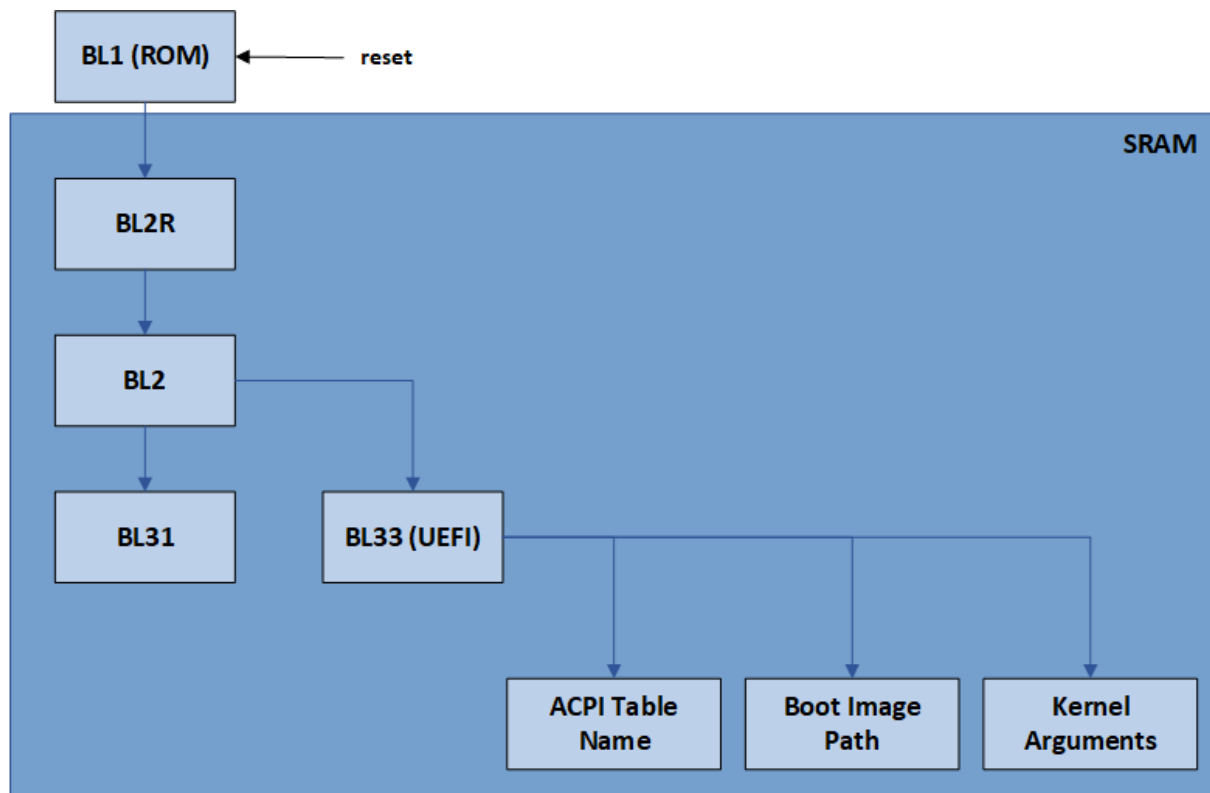 BL1 (ROM)
reset
SRAM
BL2R
BL2
BL31
BL33 (UEFI)
ACPI Table
Name
Boot Image
Path
Kernel
Arguments